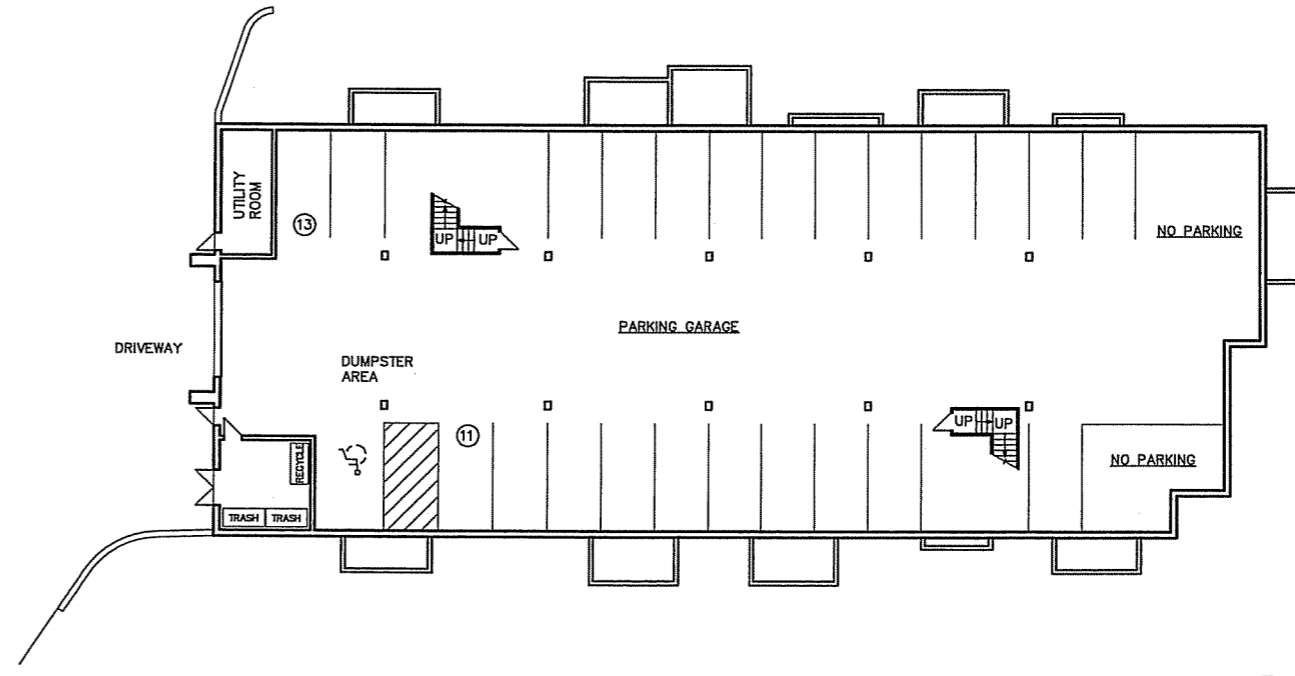 UTILITY
ROOM
13
UP
UP
NO PARKING
PARKING GARAGE
DRIVEWAY
DUMPSTER
AREA
11
UP
UP
RECYCLE
NO PARKING
TRASH
TRASH